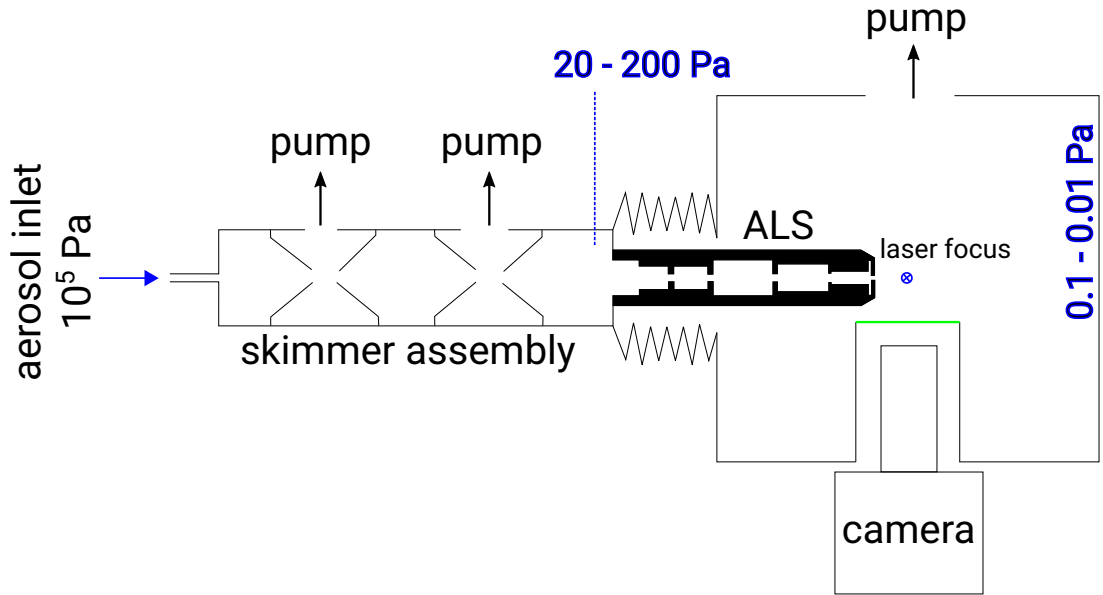 pump
20 - 200 Pa
pump
pump
aerosol inlet
10⁵ Pa
ALS
laser focus
0.1 - 0.01 Pa
skimmer assembly
camera